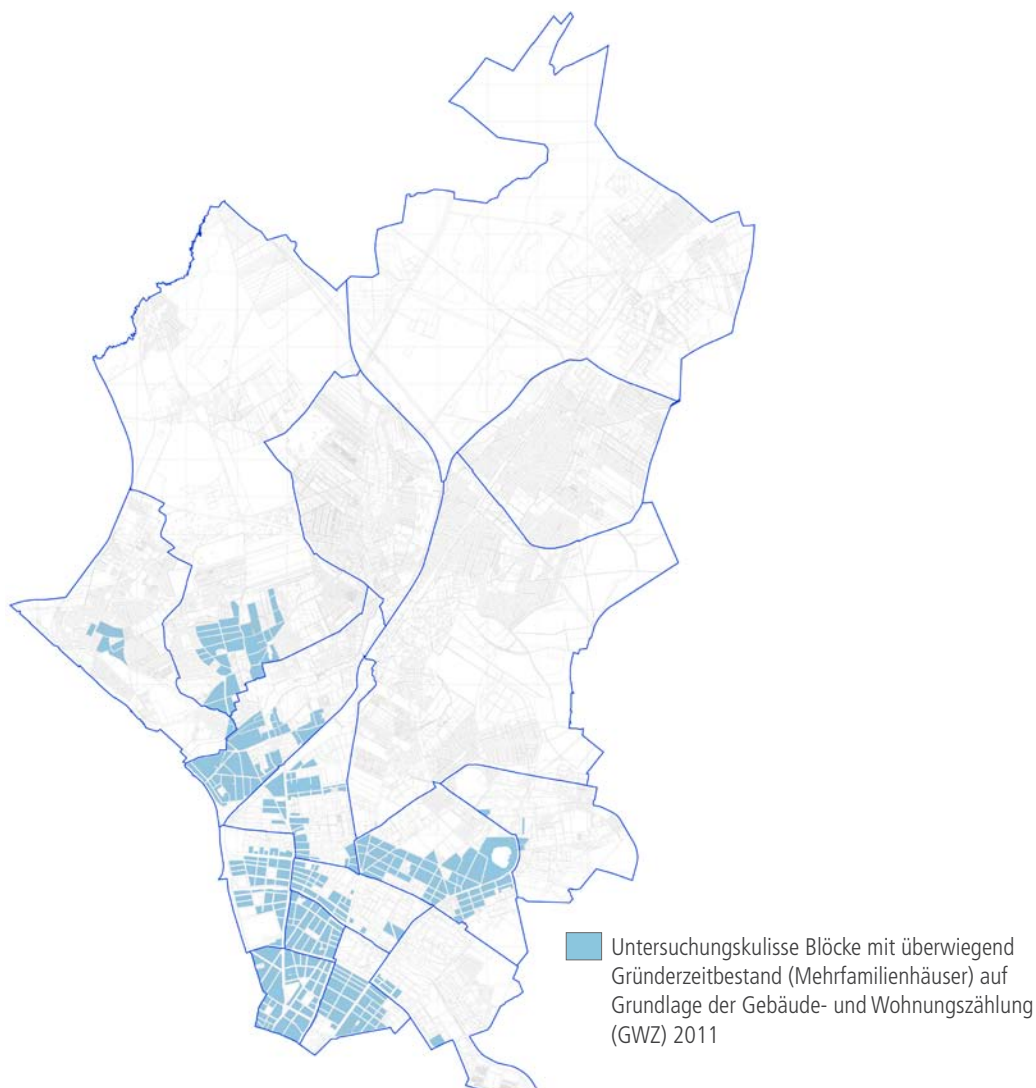 Untersuchungskulisse Blöcke mit überwiegend
Gründerzeitbestand (Mehrfamilienhäuser) auf
Grundlage der Gebäude- und Wohnungszählung
(GWZ) 2011